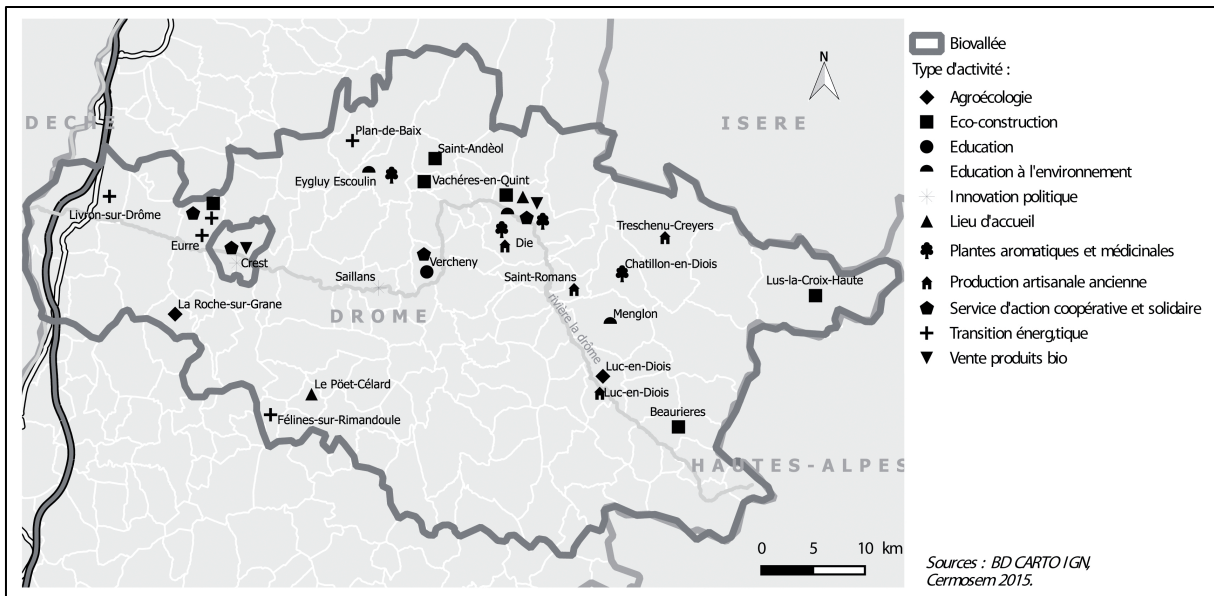 DECHE
ISERE
N
Plan-de-Baix
Saint-Andèol
Eygluy Escoulin
Vachéres-en-Quint
Livron-sur-Drôme
Eurre
Crest
Die
Treschenu-Creyers
Vercheny
Saillans
Saint-Romans
Chatillon-en-Diois
Lus-la-Croix-Haute
La Roche-sur-Grane
DROME
Menglon
rivière la drôme
Luc-en-Diois
Luc-en-Diois
Le Pöet-Célard
Félines-sur-Rimandoule
Beaurieres
HAUTES-ALPES
0 5 10 km
Biovallée
Type d'activité :
Agroécologie
Eco-construction
Education
Education à l'environnement
Innovation politique
Lieu d'accueil
Plantes aromatiques et médicinales
Production artisanale ancienne
Service d'action coopérative et solidaire
Transition énerg,tique
Vente produits bio
Sources : BD CARTO IGN,
Cermosem 2015.